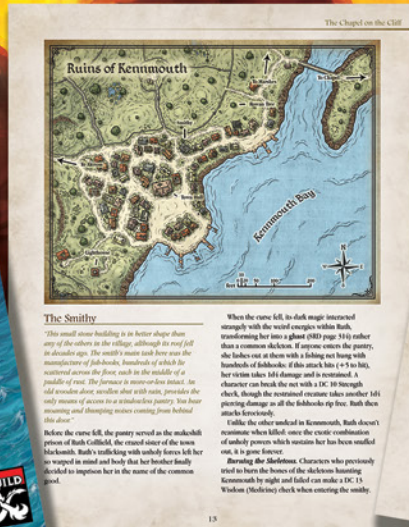 The Chapel on the Cliff
Ruins of Kennmouth
To Chapel
Smithy
Lighthouse
Kennmouth Bay
N
feet
The Smithy
"This small stone building is in better shape than
any of the others in the village, although its roof fell
in decades ago. The smith's main task here was the
manufacture of fish-hooks, hundreds of which lie
scattered across the floor, each in the middle of a
puddle of rust. The furnace is more-or-less intact. An
old wooden door, swollen shut with rain, provides the
only means of access to a windowless pantry. You hear
moaning and thumping noises coming from behind
this door."
Before the curse fell, the pantry served as the makeshift
prison of Ruth Collfield, the crazed sister of the town
blacksmith. Ruth's trafficking with unholy forces left her
so warped in mind and body that her brother finally
decided to imprison her in the name of the common
good.
When the curse fell, its dark magic interacted
strangely with the weird energies within Ruth,
transforming her into a ghast (SRD page 316) rather
than a common skeleton. If anyone enters the pantry,
she lashes out at them with a fishing net hung with
hundreds of fishhooks: if this attack hits (+5 to hit),
her victim takes 1d6 damage and is restrained. A
character can break the net with a DC 10 Strength
check, though the restrained creature takes another 1d6
piercing damage as all the fishhooks rip free. Ruth then
attacks ferociously.
Unlike the other undead in Kennmouth, Ruth doesn't
reanimate when killed: once the exotic combination
of unholy powers which sustains her has been snuffed
out, it is gone forever.
Burning the Skeletons. Characters who previously
tried to burn the bones of the skeletons haunting
Kennmouth by night and failed can make a DC 13
Wisdom (Medicine) check when entering the smithy.
13